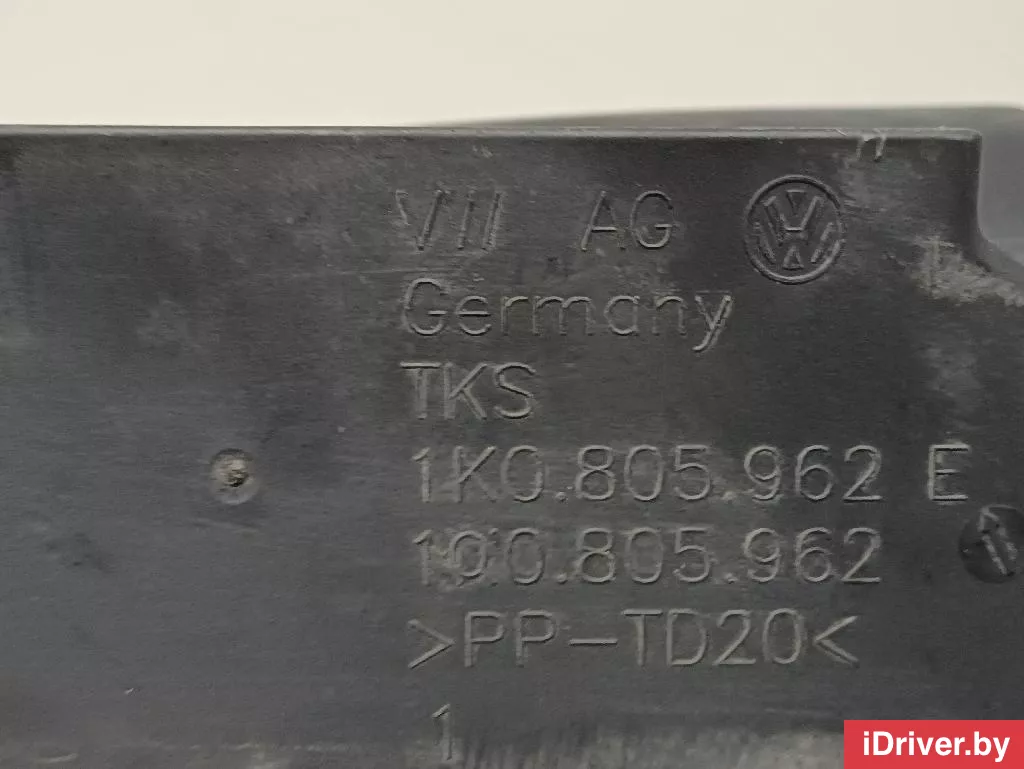 VW AG
Germany
TKS
1K0.805.962 E
1Q0.805.962
>PP-TD20<
1
iDriver.by